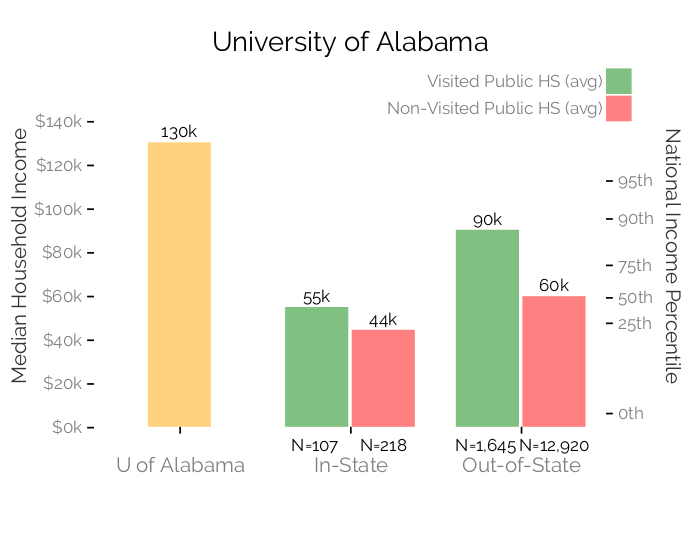 University of Alabama
Visited Public HS (avg)
Non-Visited Public HS (avg)
Median Household Income
$140k
$120k
$100k
$80k
$60k
$40k
$20k
$0k
130k
55k
44k
90k
60k
95th
90th
75th
50th
25th
0th
National Income Percentile
N=107 N=218 N=1,645 N=12,920
U of Alabama In-State Out-of-State